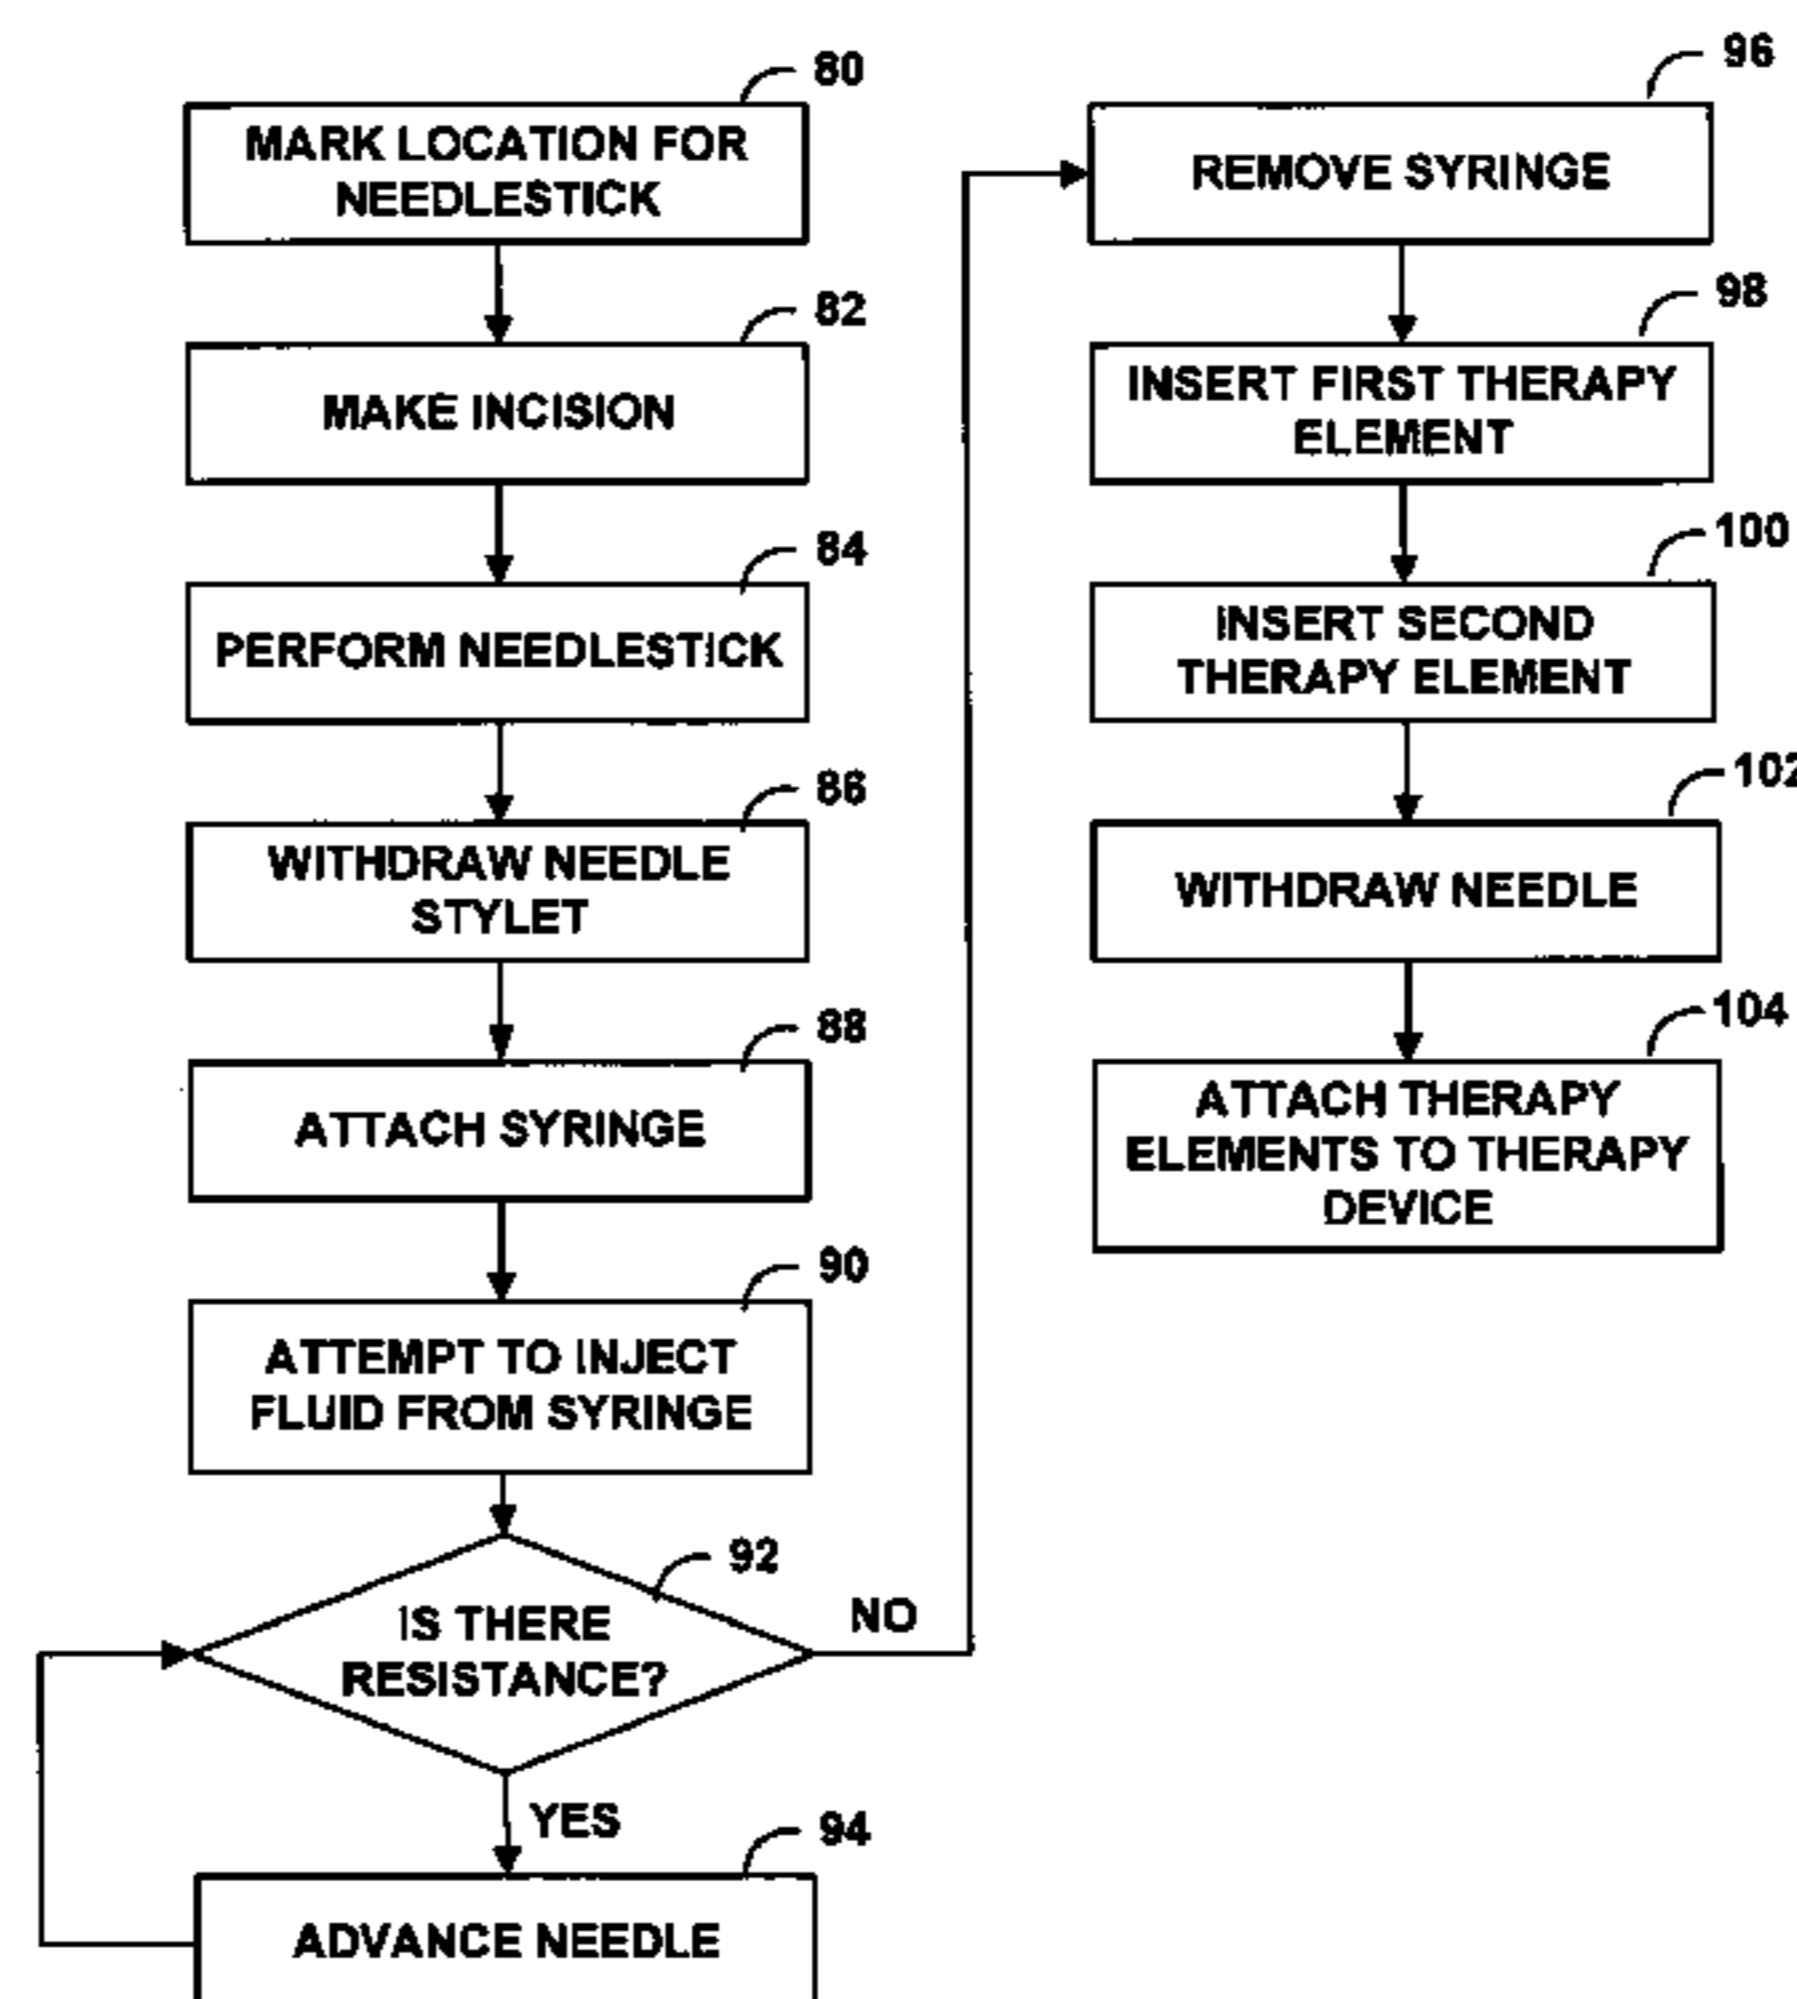 80
MARK LOCATION FOR
NEEDLESTICK
82
MAKE INCISION
84
PERFORM NEEDLESTICK
86
WITHDRAW NEEDLE
STYLET
88
ATTACH SYRINGE
90
ATTEMPT TO INJECT
FLUID FROM SYRINGE
92
IS THERE
RESISTANCE?
NO
YES
94
ADVANCE NEEDLE
96
REMOVE SYRINGE
98
INSERT FIRST THERAPY
ELEMENT
100
INSERT SECOND
THERAPY ELEMENT
102
WITHDRAW NEEDLE
104
ATTACH THERAPY
ELEMENTS TO THERAPY
DEVICE